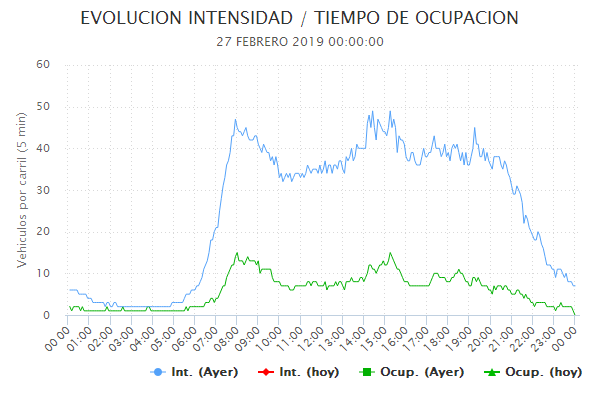 EVOLUCION INTENSIDAD / TIEMPO DE OCUPACION
27 FEBRERO 2019 00:00:00
Vehículos por carril (5 min)
60
50
40
30
20
10
0
00:00 01:00 02:00 03:00 04:00 05:00 06:00 07:00 08:00 09:00 10:00 11:00 12:00 13:00 14:00 15:00 16:00 17:00 18:00 19:00 20:00 21:00 22:00 23:00 00:00
Int. (Ayer) Int. (hoy) Ocup. (Ayer) Ocup. (hoy)